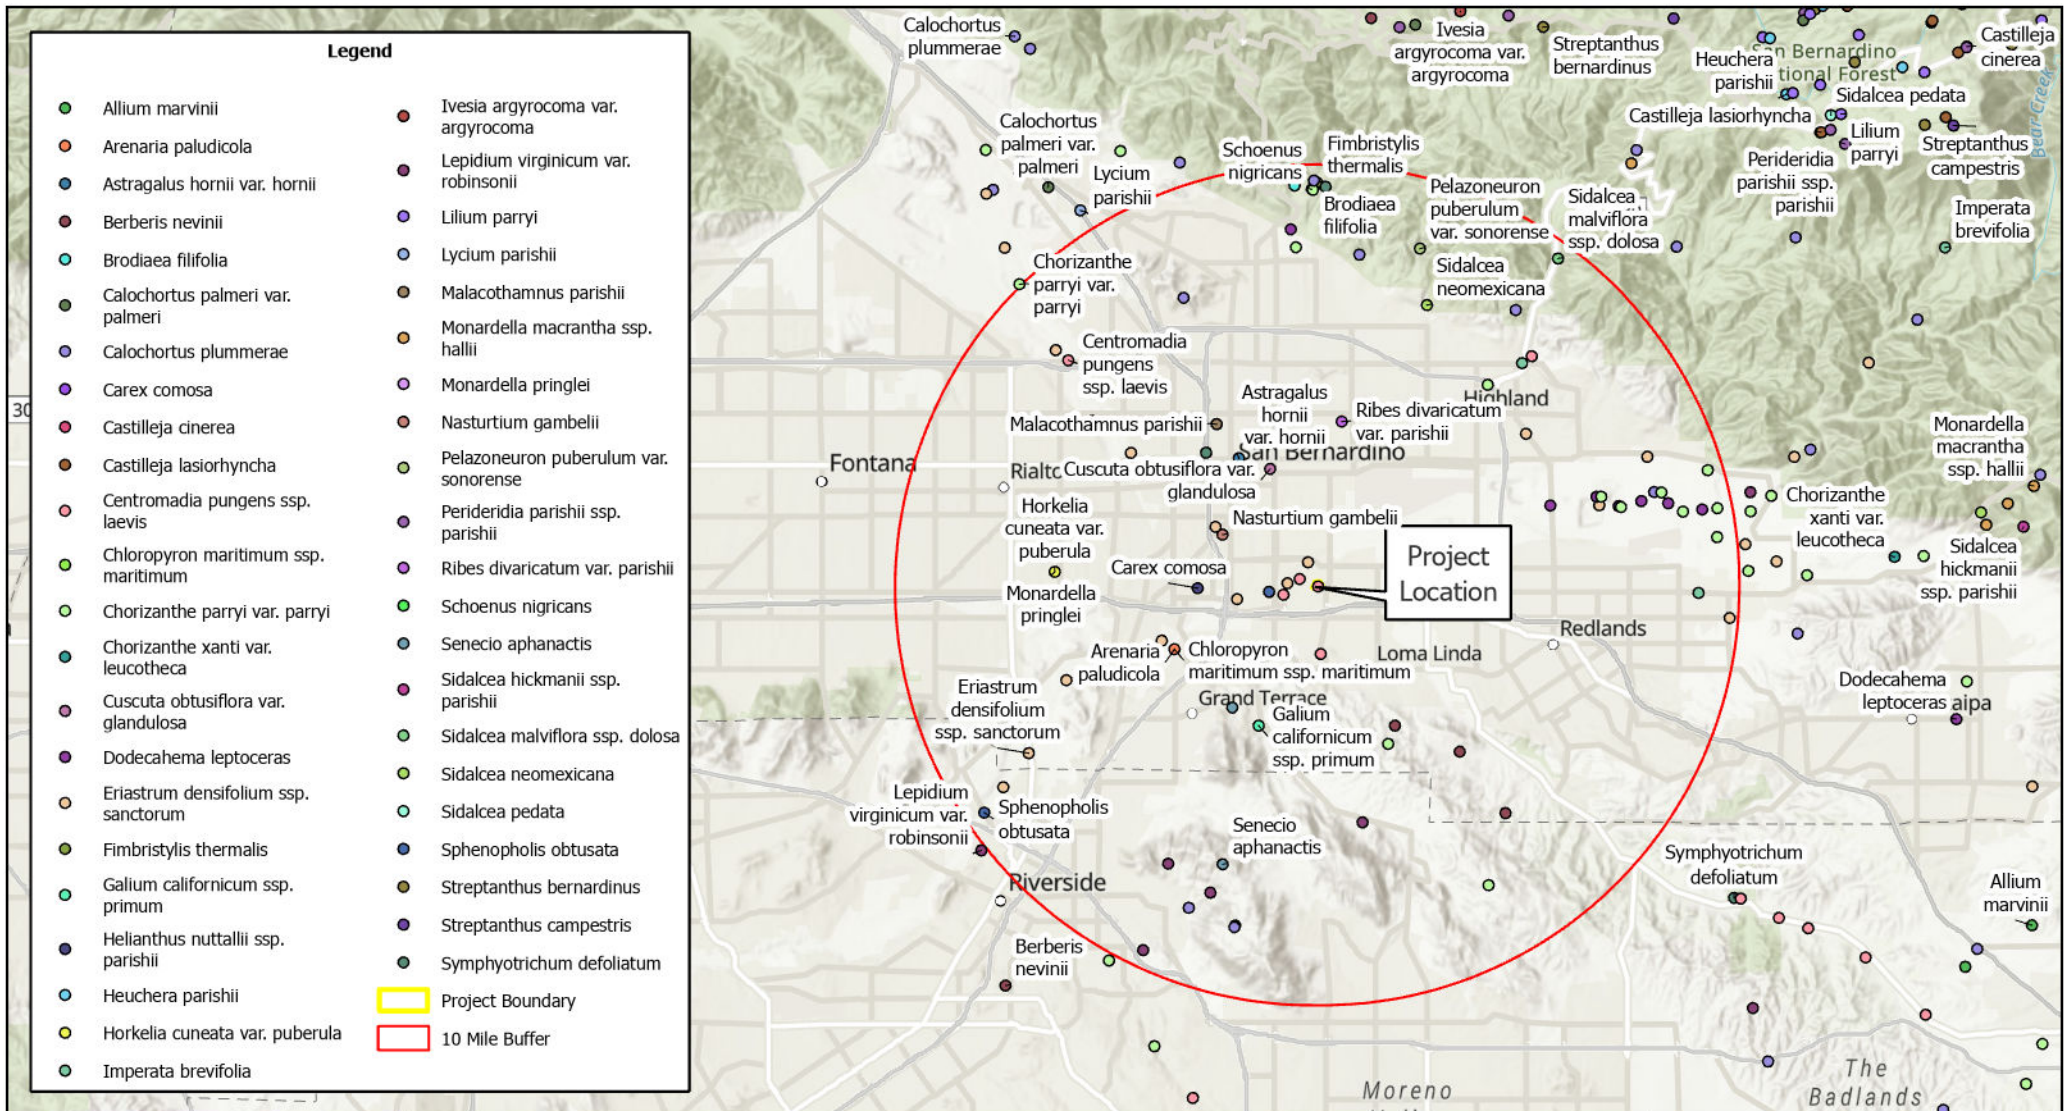 Legend
Allium marvinii
Arenaria paludicola
Astragalus hornii var. hornii
Berberis nevinii
Brodiaea filifolia
Calochortus palmeri var.
palmeri
Calochortus plummerae
Carex comosa
Castilleja cinerea
Castilleja lasiorhyncha
Centromadia pungens ssp.
laevis
Chloropyron maritimum ssp.
maritimum
Chorizanthe parryi var. parryi
Chorizanthe xanti var.
leucotheca
Cuscuta obtusiflora var.
glandulosa
Dodecahema leptoceras
Eriastrum densifolium ssp.
sanctorum
Fimbristylis thermalis
Galium californicum ssp.
primum
Helianthus nuttallii ssp.
parishii
Heuchera parishii
Horkelia cuneata var. puberula
Imperata brevifolia
Ivesia argyrocoma var.
argyrocoma
Lepidium virginicum var.
robinsonii
Lilium parryi
Lycium parishii
Malacothamnus parishii
Monardella macrantha ssp.
hallii
Monardella pringlei
Nasturtium gambelii
Pelazoneuron puberulum var.
sonorense
Perideridia parishii ssp.
parishii
Ribes divaricatum var. parishii
Schoenus nigricans
Senecio aphanactis
Sidalcea hickmanii ssp.
parishii
Sidalcea malviflora ssp. dolosa
Sidalcea neomexicana
Sidalcea pedata
Sphenopholis obtusata
Streptanthus bernardinus
Streptanthus campestris
Symphyotrichum defoliatum
Project Boundary
10 Mile Buffer
30
Calochortus
plummerae
Ivesia
argyrocoma var.
argyrocoma
Streptanthus
bernardinus
Heuchera
parishii
San Bernardino
tional Forest
Castilleja
cinerea
Sidalcea pedata
Castilleja lasiorhyncha
Lilium
parryi
Streptanthus
campestris
Bear Creek
Perideridia
parishii ssp.
parishii
Imperata
brevifolia
Calochortus
palmeri var.
palmeri
Lycium
parishii
Schoenus
nigricans
Fimbristylis
thermalis
Brodiaea
filifolia
Pelazoneuron
puberulum
var. sonorense
Sidalcea
malviflora
ssp. dolosa
Sidalcea
neomexicana
Chorizanthe
parryi var.
parryi
Centromadia
pungens
ssp. laevis
Highland
Astragalus
hornii
var. hornii
Ribes divaricatum
var. parishii
Malacothamnus parishii
San Bernardino
Fontana
Rialto
Cuscuta obtusiflora var.
glandulosa
Monardella
macrantha
ssp. hallii
Horkelia
cuneata var.
puberula
Nasturtium gambelii
Chorizanthe
xanti var.
leucotheca
Project
Location
Carex comosa
Monardella
pringlei
Sidalcea
hickmanii
ssp. parishii
Redlands
Arenaria
paludicola
Chloropyron
maritimum ssp. maritimum
Loma Linda
Grand Terrace
Eriastrum
densifolium
ssp. sanctorum
Galium
californicum
ssp. primum
Dodecahema
leptoceras
aipa
Lepidium
virginicum var.
robinsonii
Sphenopholis
obtusata
Senecio
aphanactis
Riverside
Symphyotrichum
defoliatum
Allium
marvinii
Berberis
nevinii
Moreno
The
Badlands